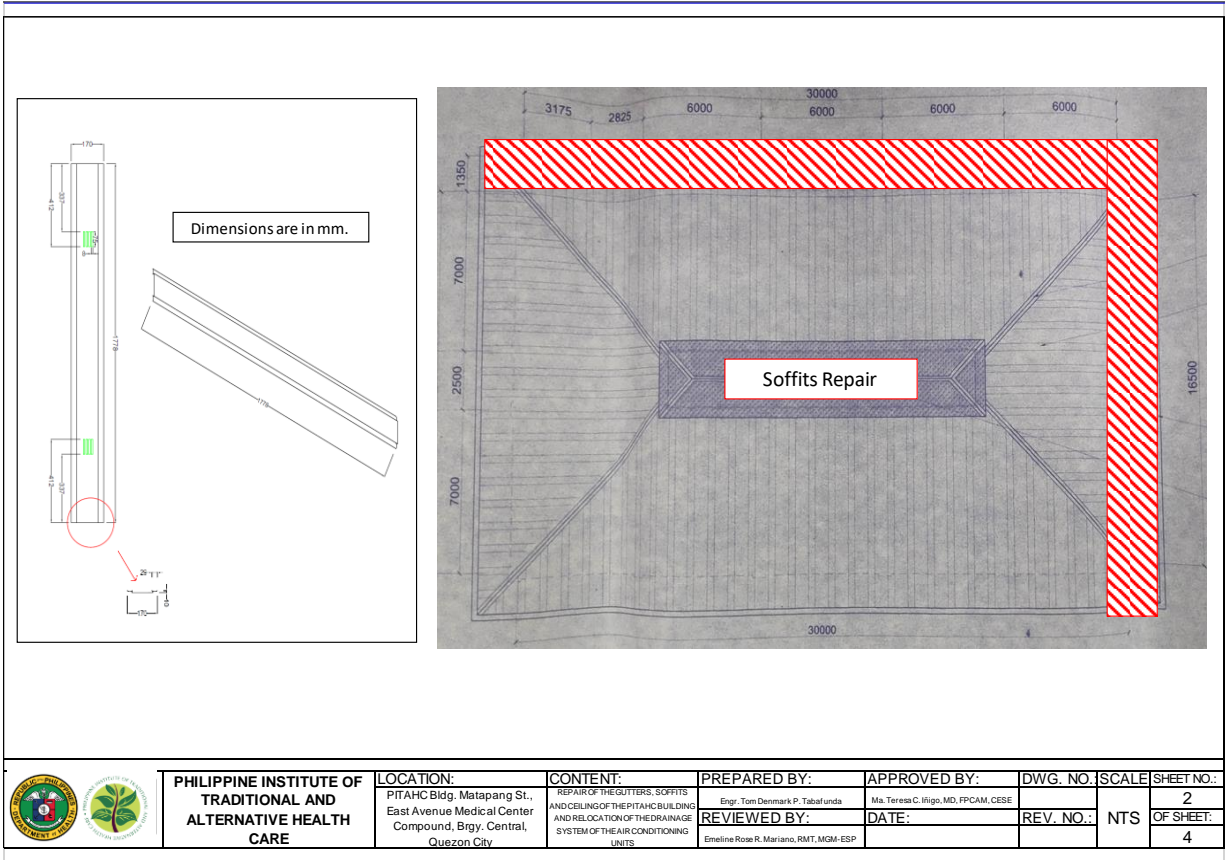 170
337
412
75
1778
412
337
29
170
Dimensions are in mm.
1778
30000
3175
2825
6000
6000
6000
6000
1350
7000
2500
7000
16500
Soffits Repair
30000
PHILIPPINE INSTITUTE OF
TRADITIONAL AND
ALTERNATIVE HEALTH
CARE
LOCATION:
PITAHC Bldg. Matapang St.,
East Avenue Medical Center
Compound, Brgy. Central,
Quezon City
CONTENT:
REPAIR OF THE GUTTERS, SOFFITS
AND CEILING OF THE PITAHC BUILDING
AND RELOCATION OF THE DRAINAGE
SYSTEM OF THE AIR CONDITIONING
UNITS
PREPARED BY:
Engr. Tom Denmark P. Tabafunda
REVIEWED BY:
Emeline Rose R. Mariano, RMT, MGM-ESP
APPROVED BY:
Ma. Teresa C. Iñigo, MD, FPCAM, CESE
DATE:
DWG. NO.:
REV. NO.:
SCALE
NTS
SHEET NO.:
2
OF SHEET:
4